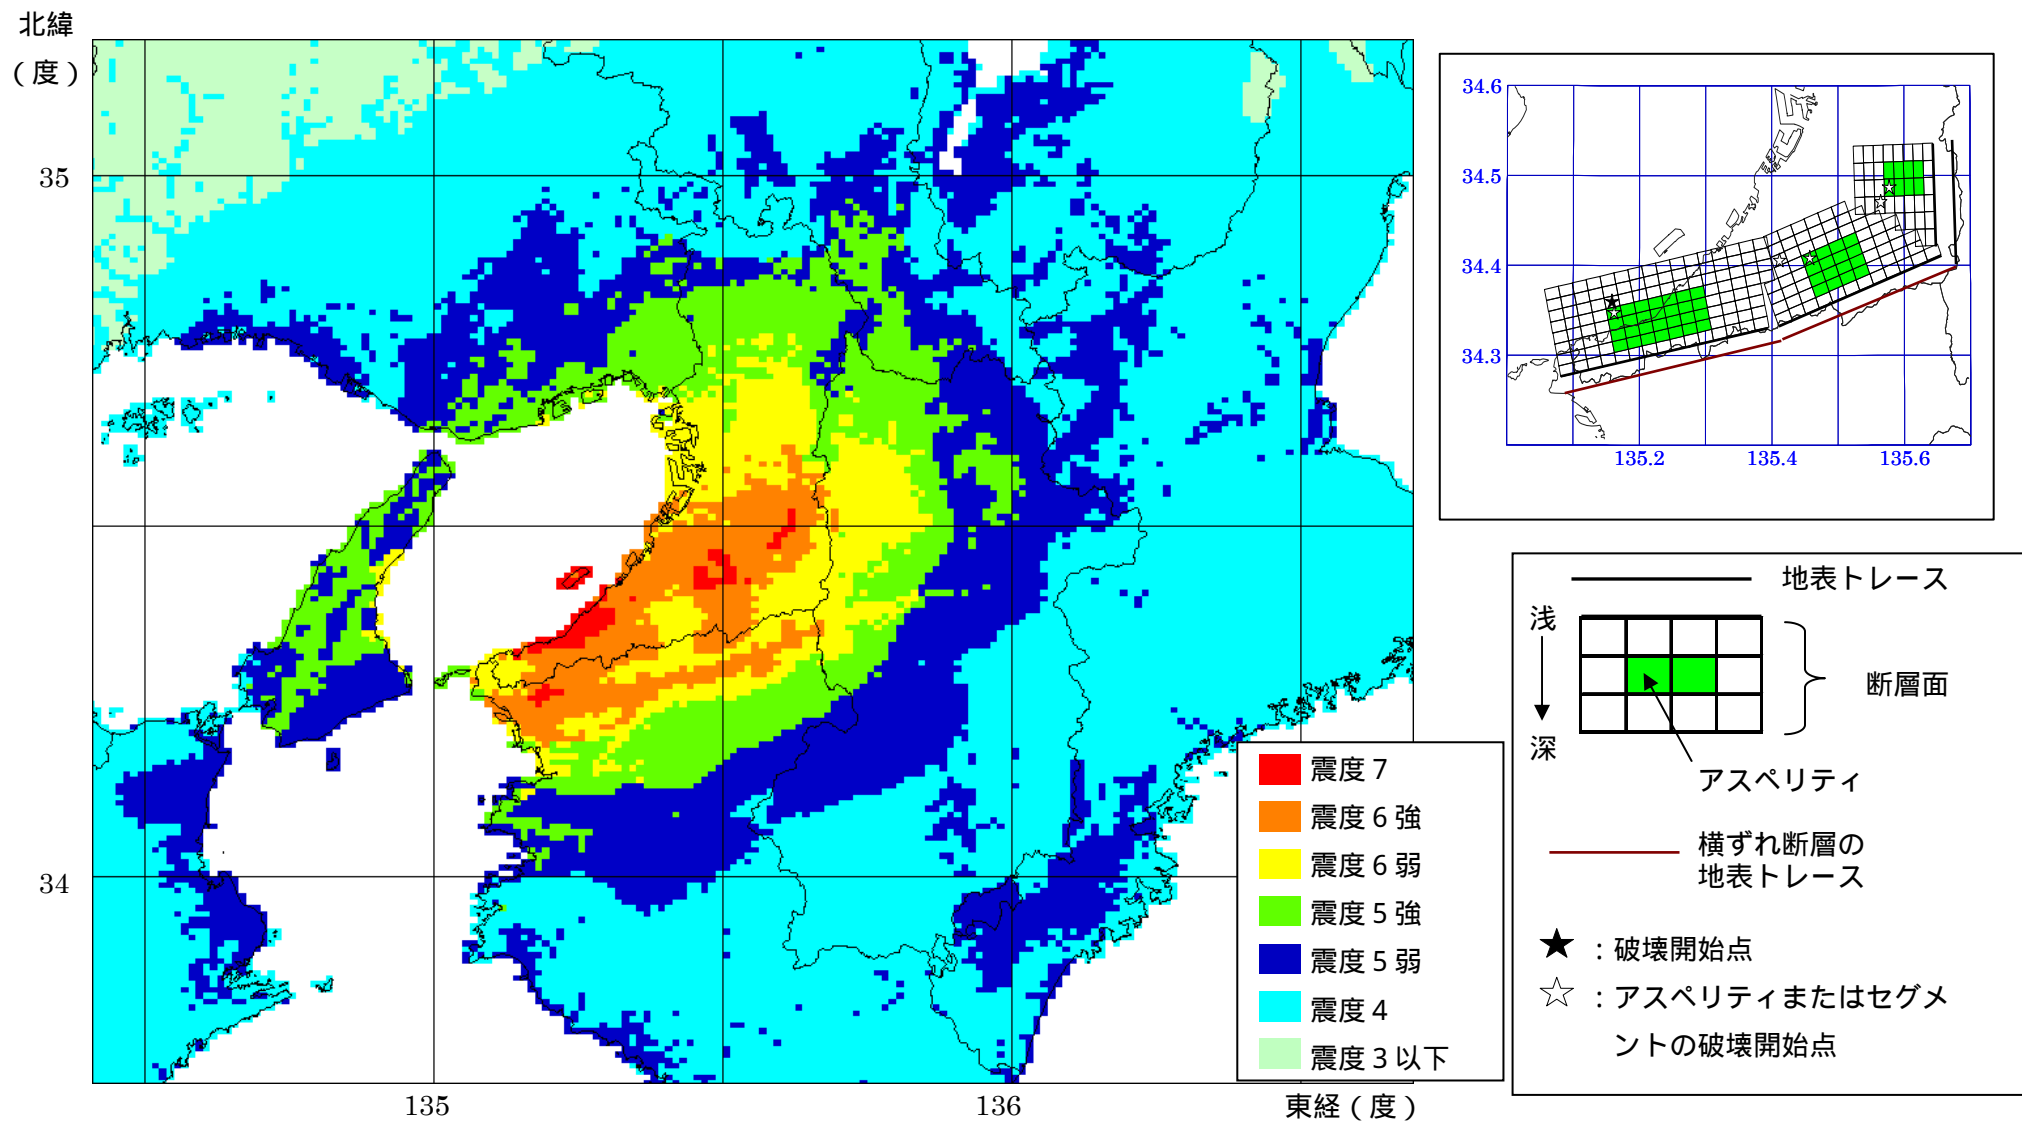 北緯
（度）
35
34
135
136
東経（度）
震度７
震度６強
震度６弱
震度５強
震度５弱
震度４
震度３以下
34.6
34.5
34.4
34.3
135.2
135.4
135.6
地表トレース
浅
深
断層面
アスペリティ
横ずれ断層の
地表トレース
★：破壊開始点
☆：アスペリティまたはセグメ
ントの破壊開始点